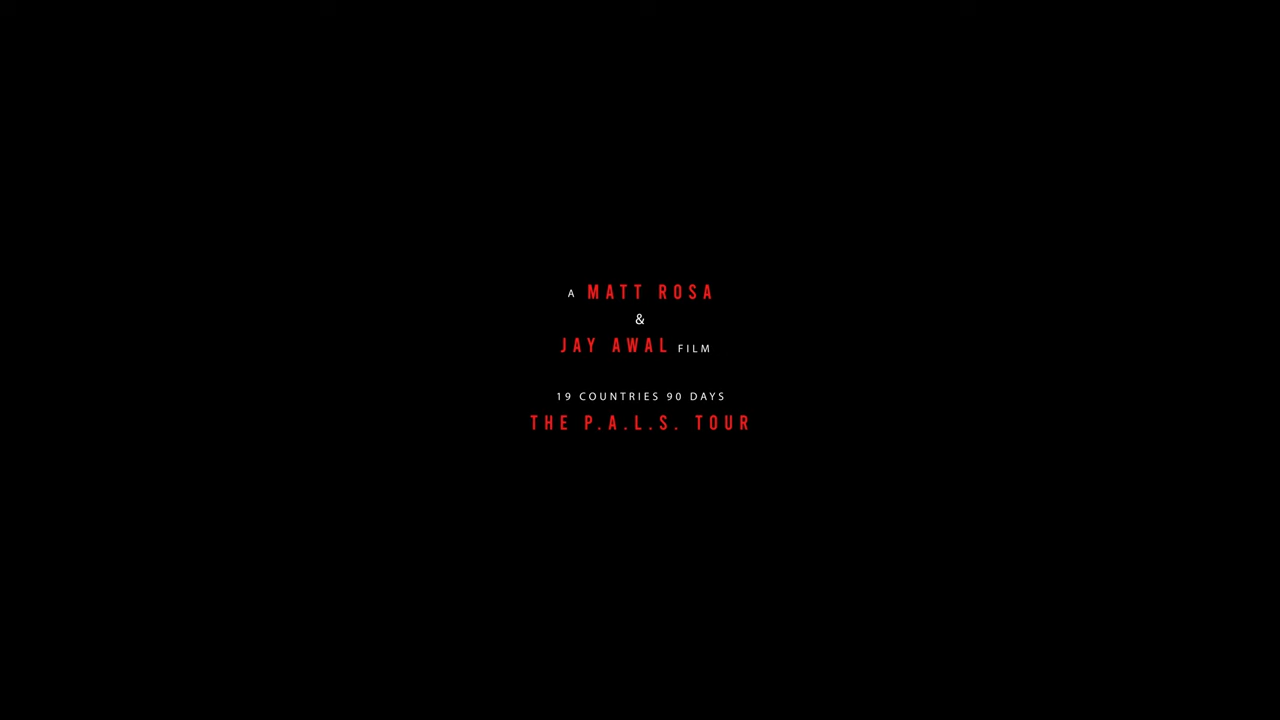 A MATT ROSA
&
JAY AWAL FILM
19 COUNTRIES 90 DAYS
THE P.A.L.S. TOUR